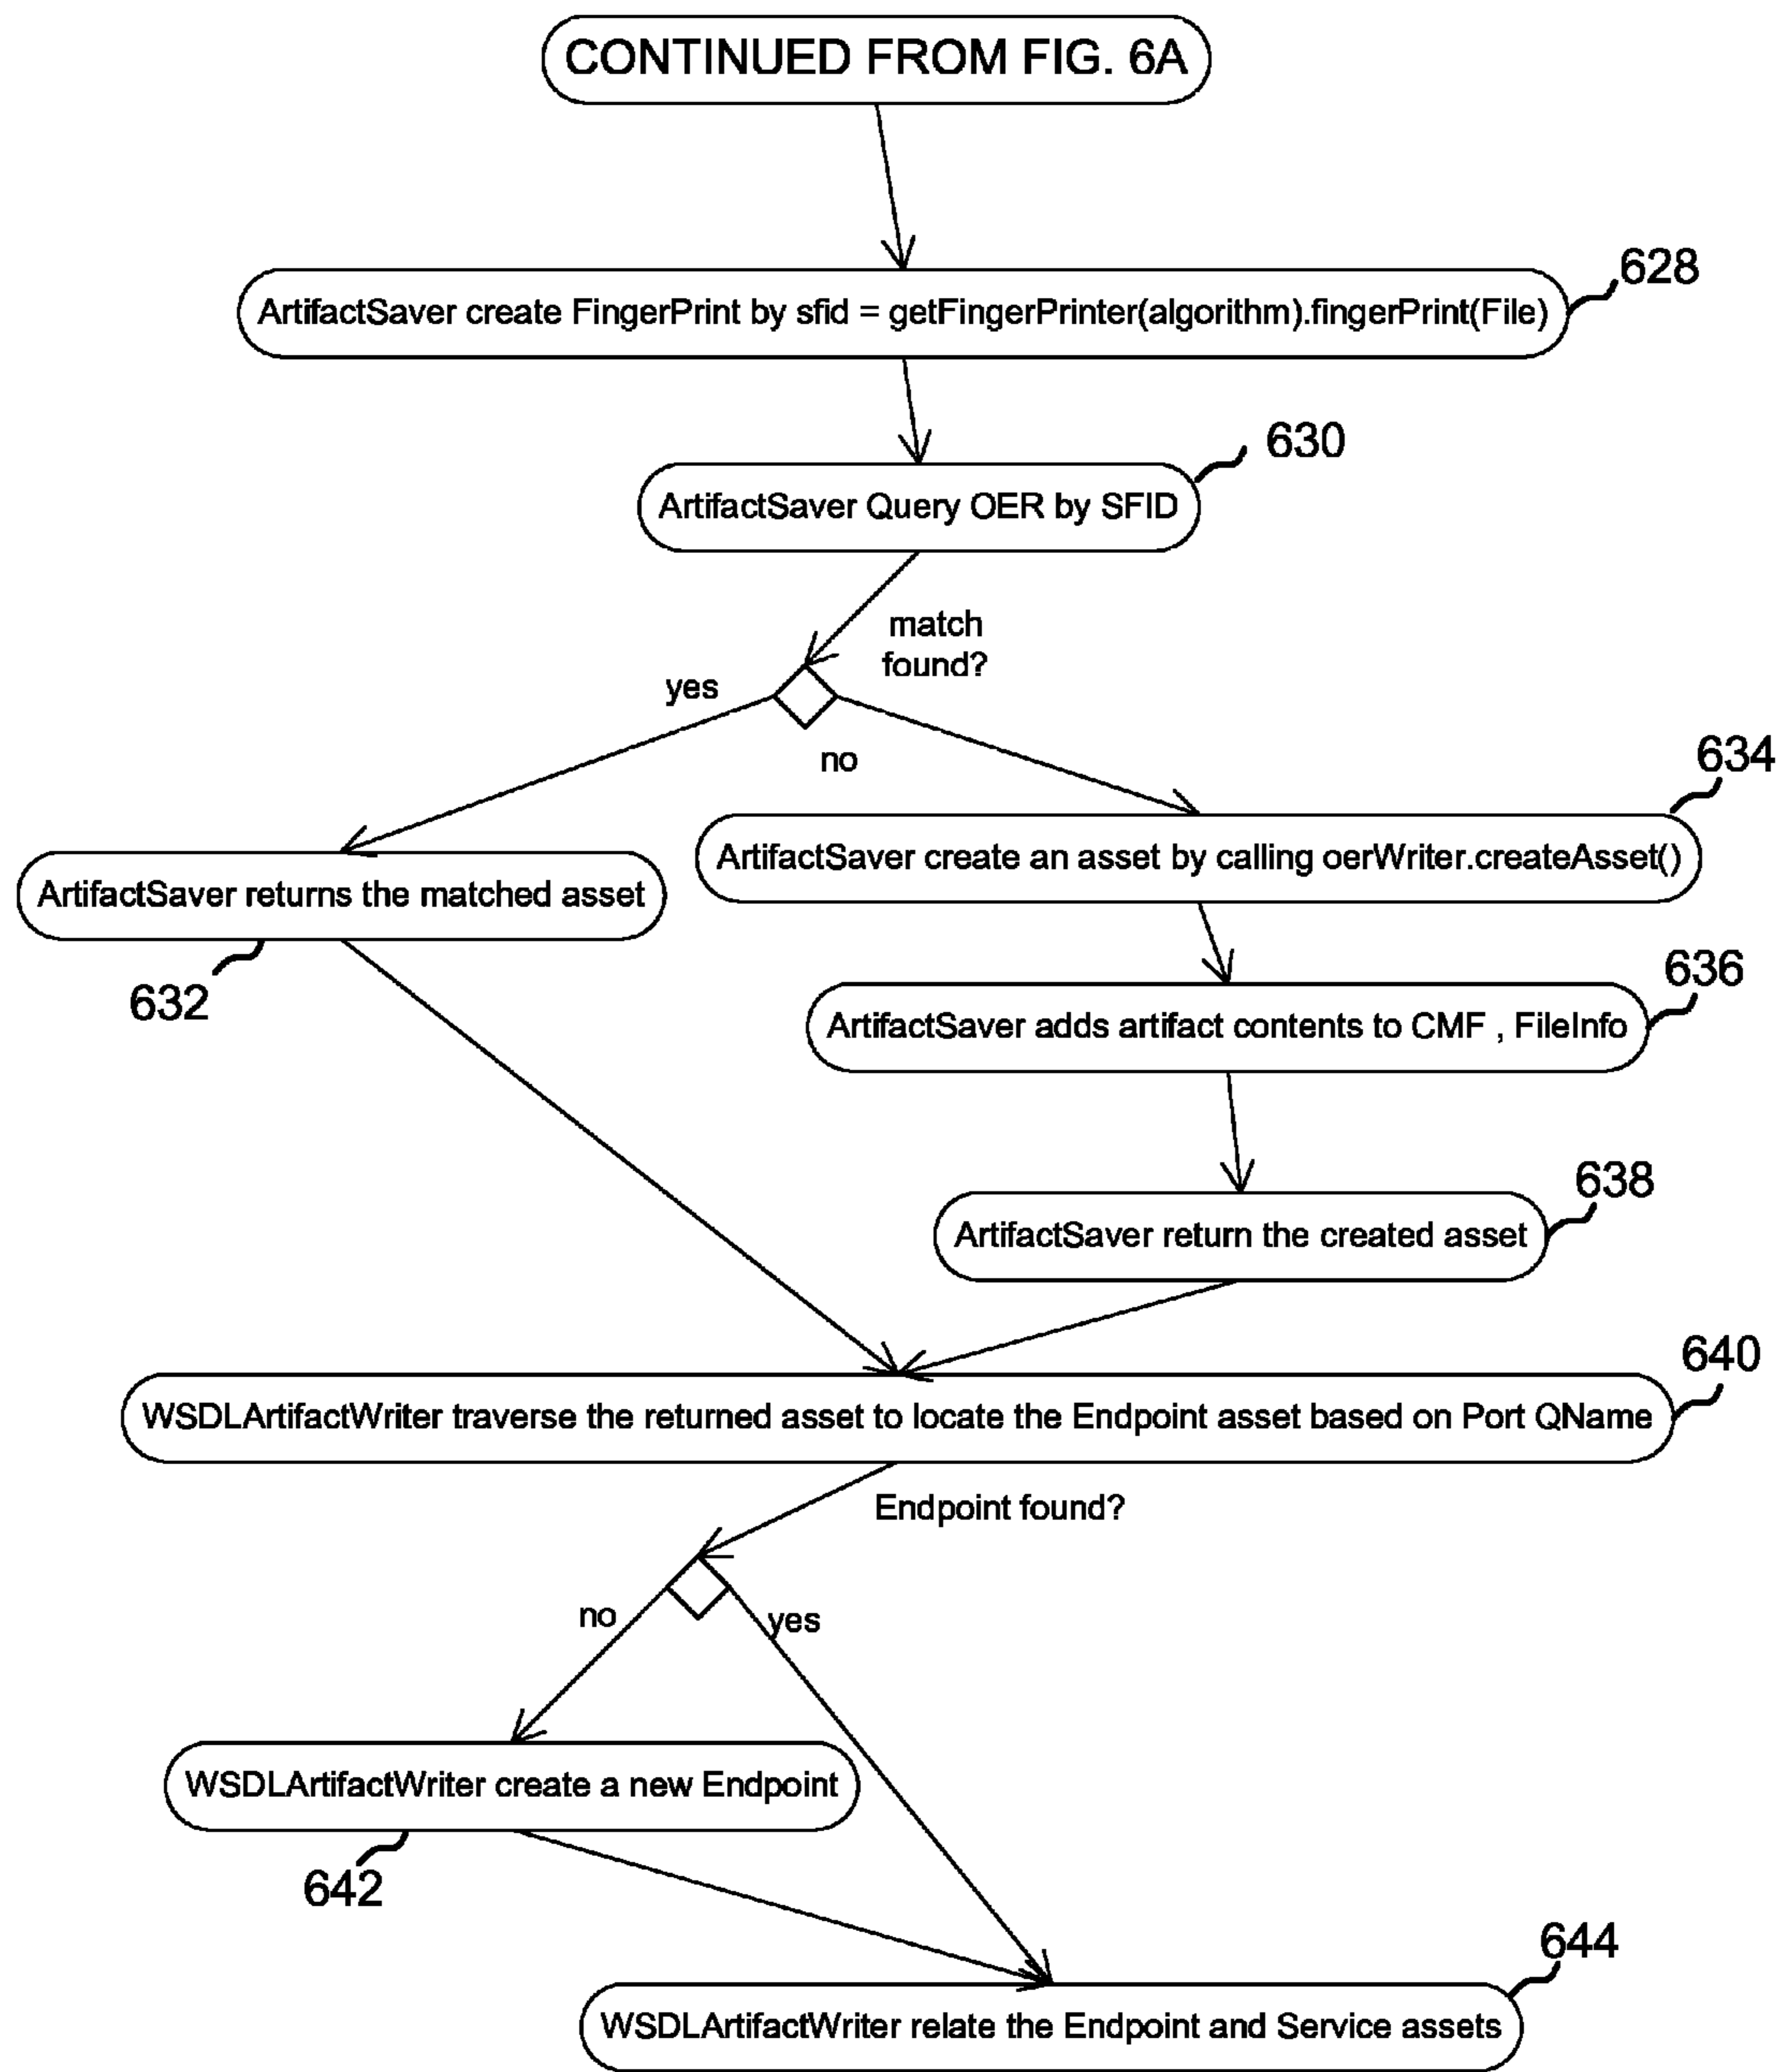 CONTINUED FROM FIG. 6A
628
ArtifactSaver create FingerPrint by sfid = getFingerPrinter(algorithm).fingerPrint(File)
630
ArtifactSaver Query OER by SFID
match
found?
yes
no
634
ArtifactSaver create an asset by calling oerWriter.createAsset()
ArtifactSaver returns the matched asset
632
636
ArtifactSaver adds artifact contents to CMF , FileInfo
638
ArtifactSaver return the created asset
640
WSDLArtifactWriter traverse the returned asset to locate the Endpoint asset based on Port QName
Endpoint found?
no
yes
WSDLArtifactWriter create a new Endpoint
642
644
WSDLArtifactWriter relate the Endpoint and Service assets